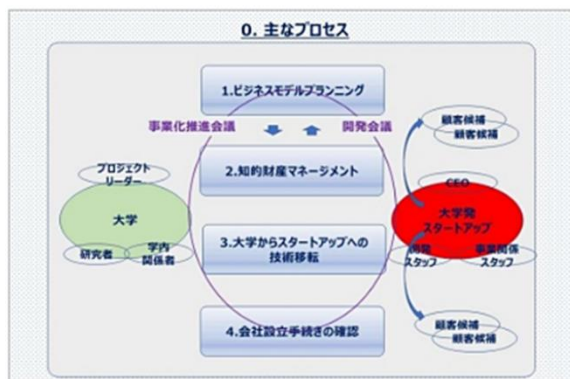 0. 主なプロセス
1.ビジネスモデルプランニング
事業化推進会議
開発会議
2.知的財産マネージメント
3.大学からスタートアップへの
技術移転
4.会社設立手続きの確認
プロジェクト
リーダー
大学
研究者
学内
関係者
顧客候補
顧客候補
CEO
大学発
スタートアップ
開発
スタッフ
事業関係
スタッフ
顧客候補
顧客候補